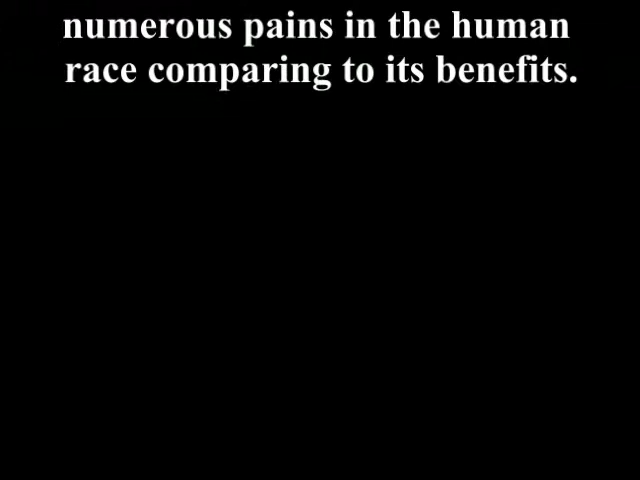 numerous pains in the human
race comparing to its benefits.